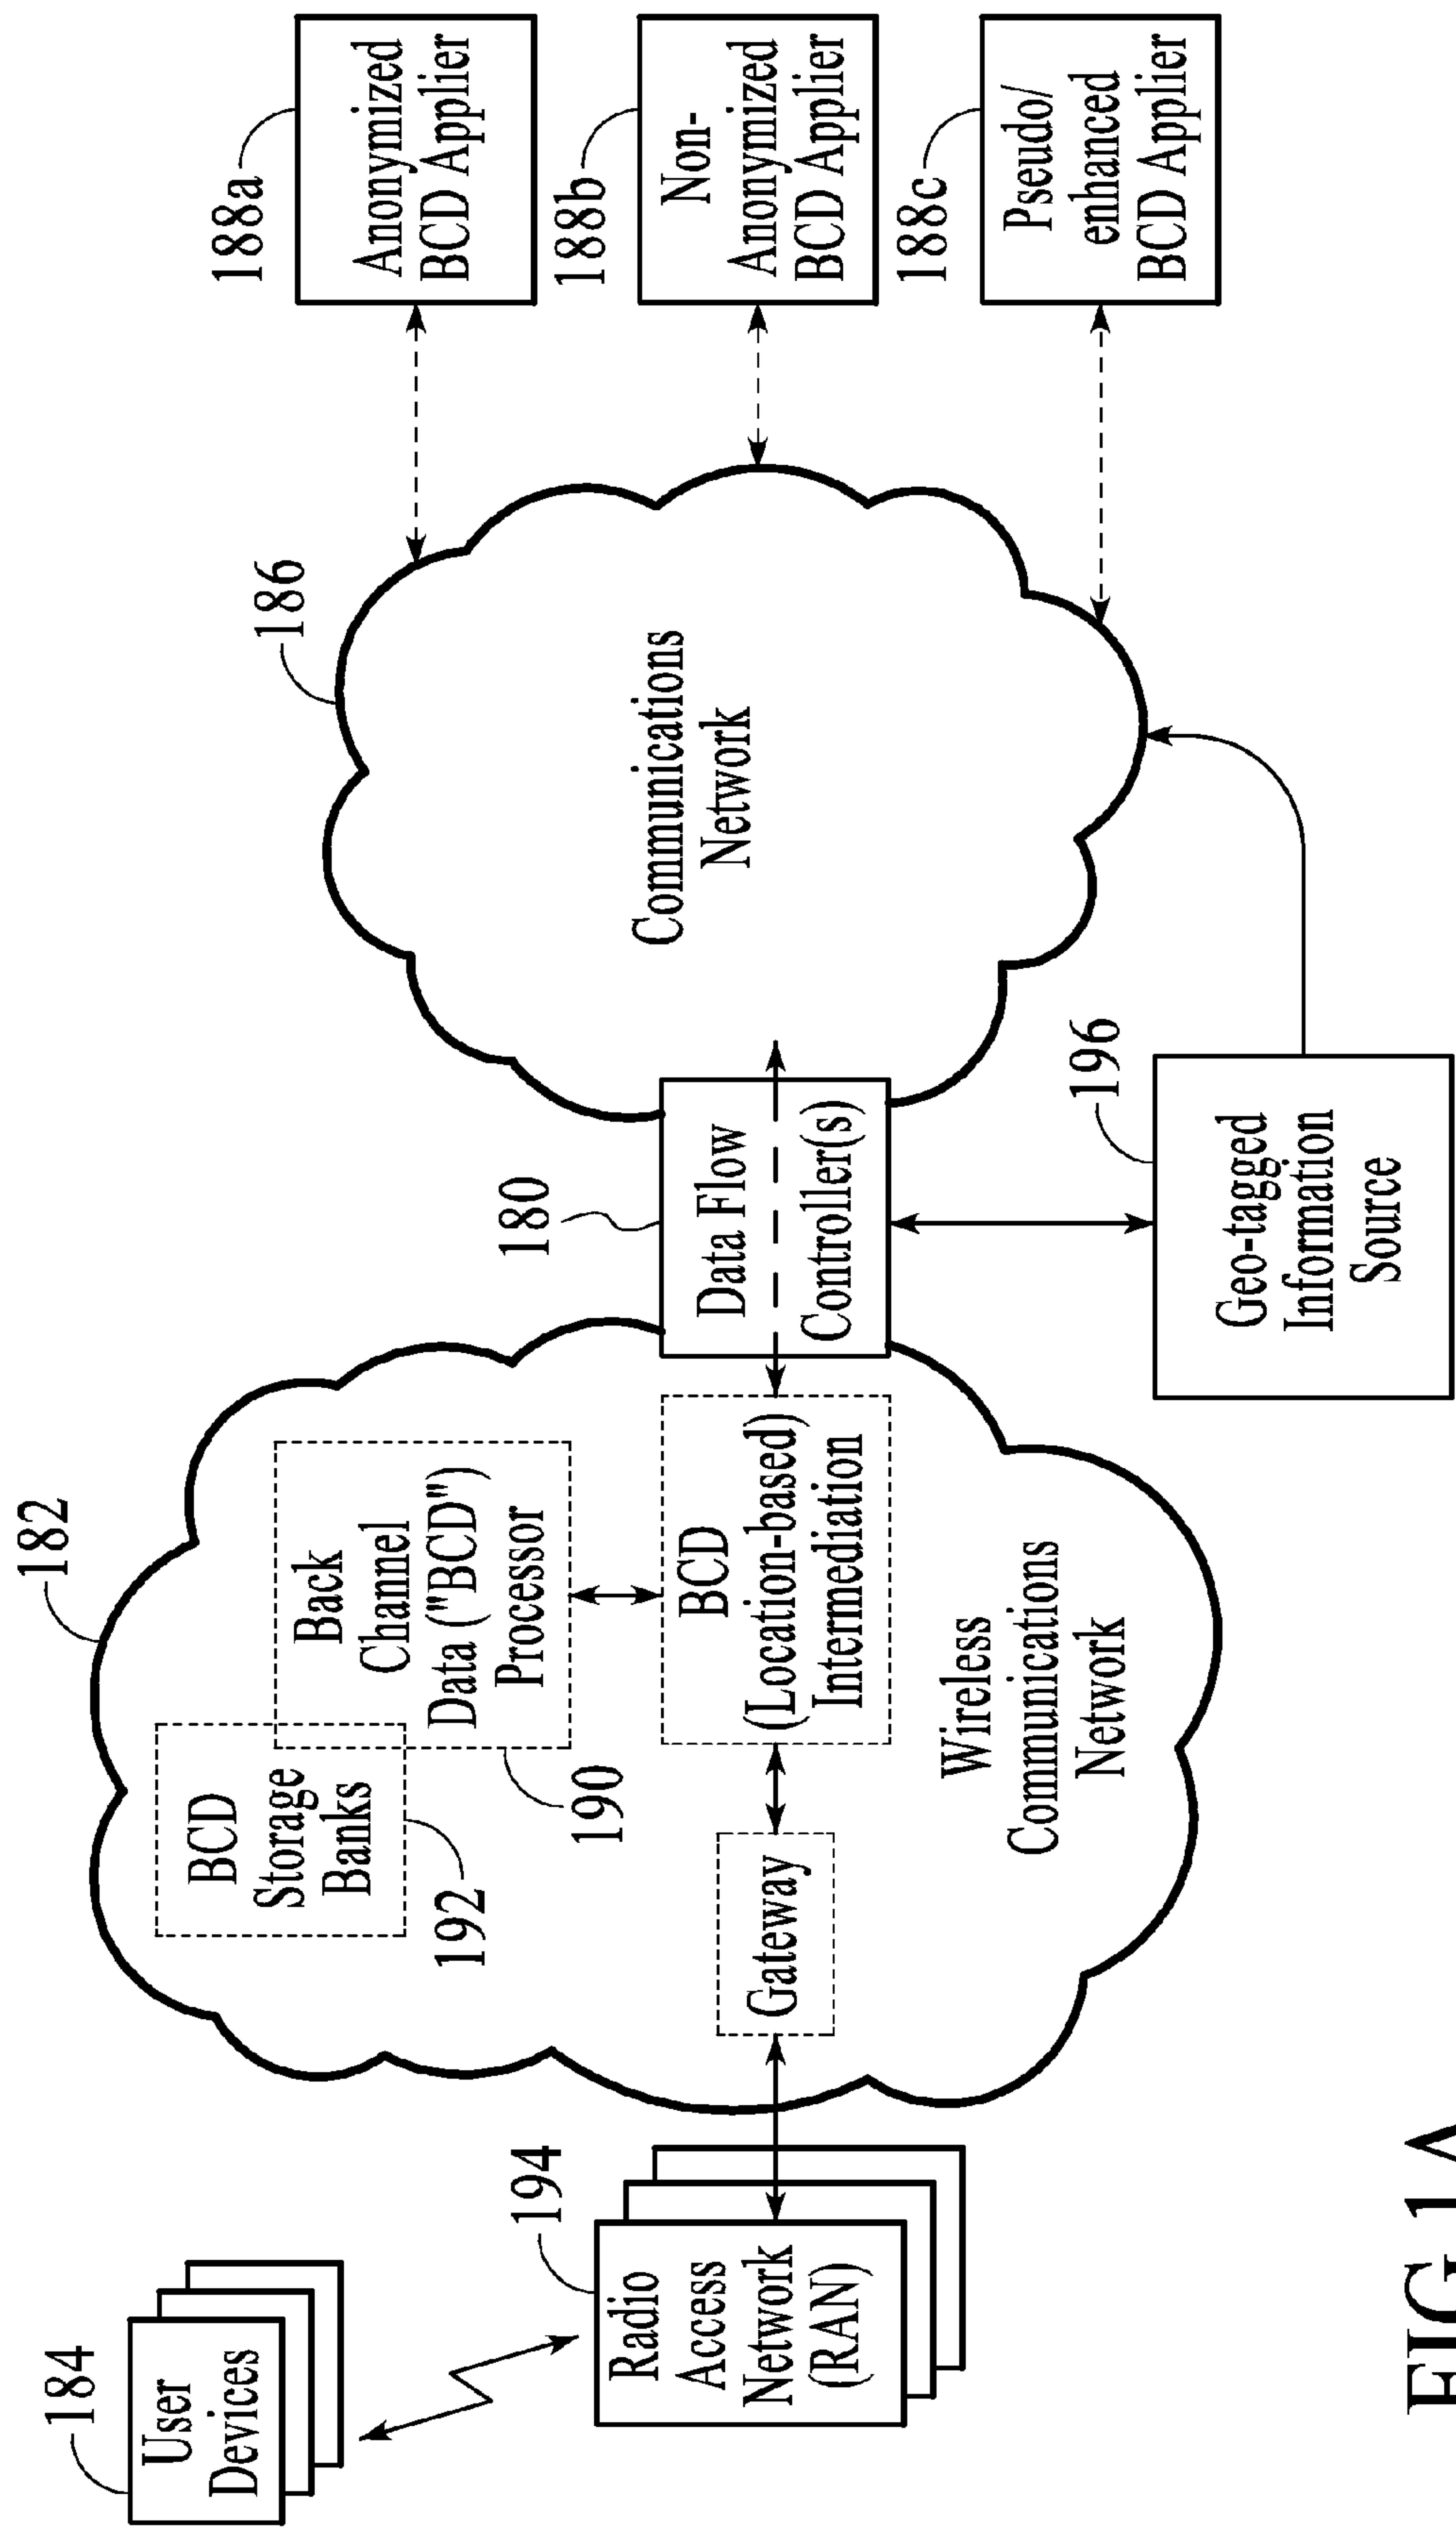 184
User
Devices
194
Radio
Access
Network
(RAN)
182
BCD
Storage
Banks
192
Back
Channel
Data ("BCD")
Processor
190
Gateway
BCD
(Location-based)
Intermediation
Wireless
Communications
Network
180
Data Flow
Controller(s)
196
Geo-tagged
Information
Source
186
Communications
Network
188a
Anonymized
BCD Applier
188b
Non-
Anonymized
BCD Applier
188c
Pseudo/
enhanced
BCD Applier
FIG.1A